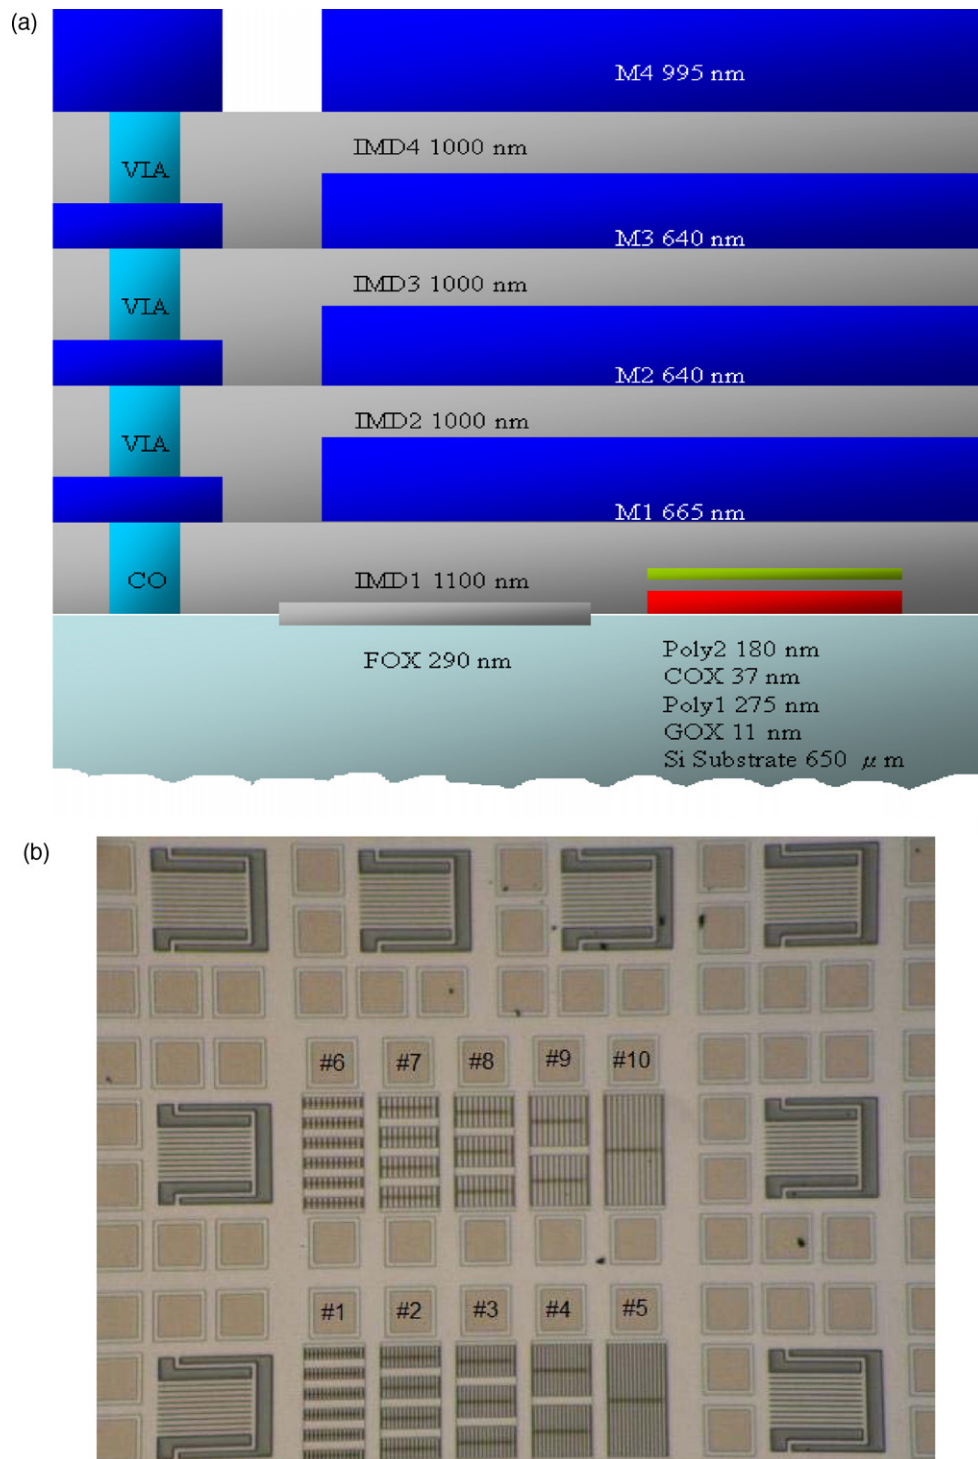 (a)
M4 995 nm
IMD4 1000 nm
VIA
M3 640 nm
IMD3 1000 nm
VIA
M2 640 nm
IMD2 1000 nm
VIA
M1 665 nm
CO
IMD1 1100 nm
FOX 290 nm
Poly2 180 nm
COX 37 nm
Poly1 275 nm
GOX 11 nm
Si Substrate 650 μm
(b)
#6 #7 #8 #9 #10
#1 #2 #3 #4 #5